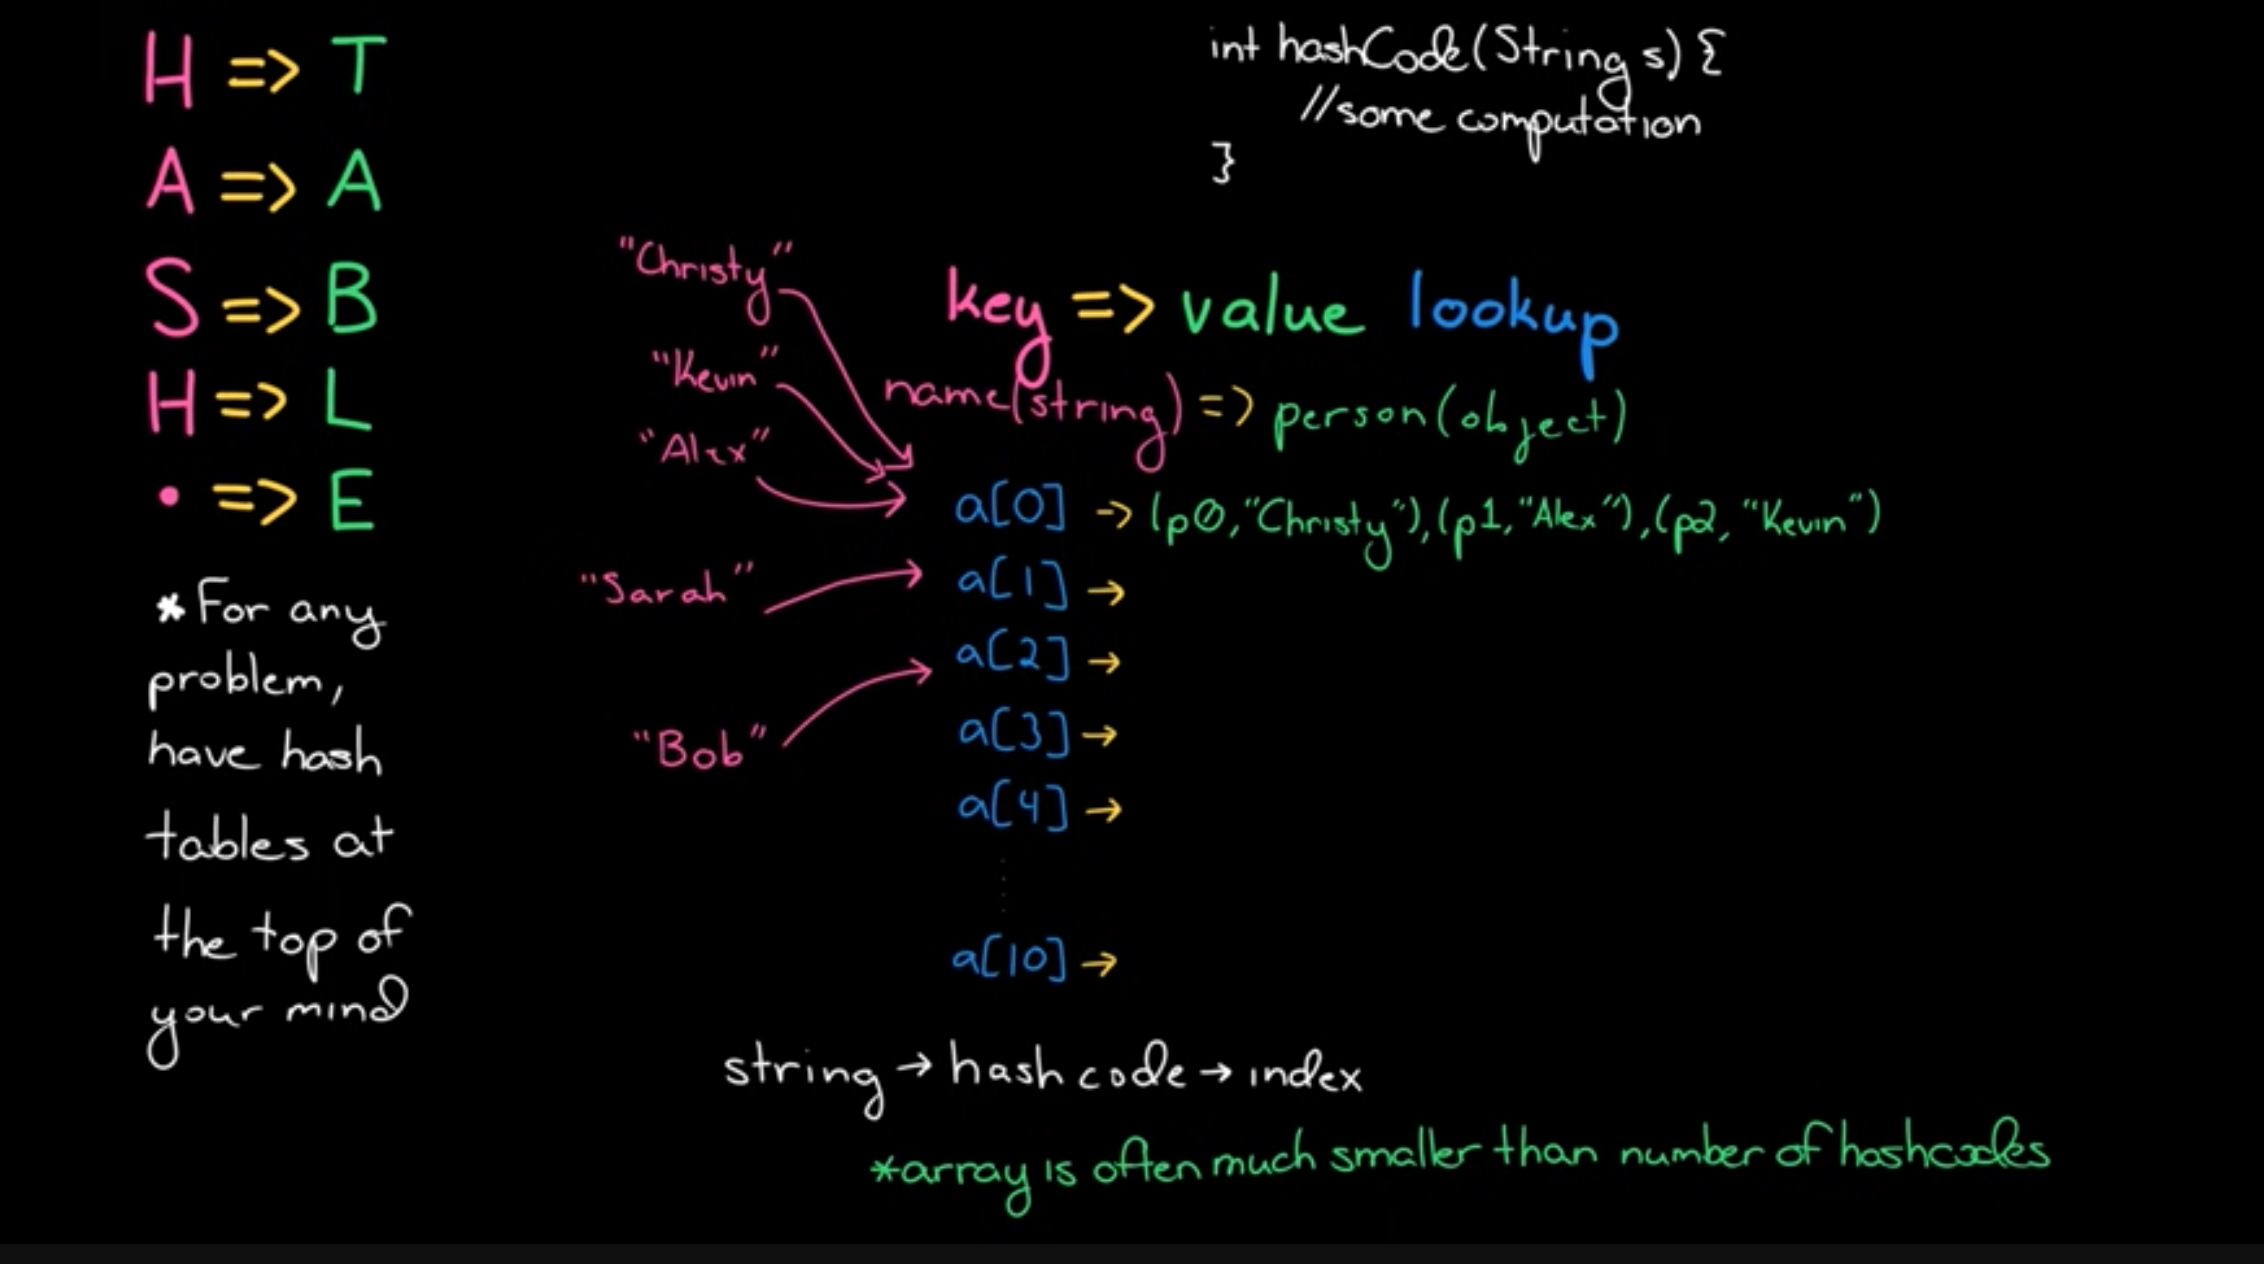 H => T
A => A
S => B
H => L
• => E
*For any
problem,
have hash
tables at
the top of
your mind
int hashCode(String s) {
//some computation
}
key => value lookup
name(string) => person(object)
"Christy"
"Kevin"
"Alex"
"Sarah"
"Bob"
a[0] -> (p0,"Christy"),(p1,"Alex"),(p2, "Kevin")
a[1] →
a[2] →
a[3] →
a[4] →
a[10] →
string → hash code → index
*array is often much smaller than number of hashcodes